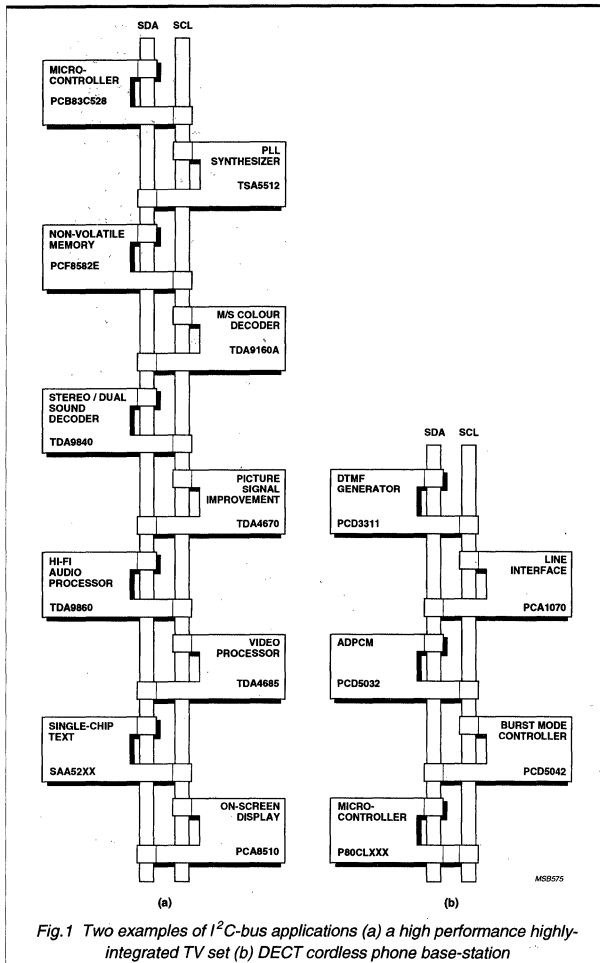 SDA SCL
MICRO-
CONTROLLER
PCB83C528
PLL
SYNTHESIZER
TSA5512
NON-VOLATILE
MEMORY
PCF8582E
M/S COLOUR
DECODER
TDA9160A
STEREO / DUAL
SOUND
DECODER
TDA9840
PICTURE
SIGNAL
IMPROVEMENT
TDA4670
HI-FI
AUDIO
PROCESSOR
TDA9860
VIDEO
PROCESSOR
TDA4685
SINGLE-CHIP
TEXT
SAA52XX
ON-SCREEN
DISPLAY
PCA8510
(a)
SDA SCL
DTMF
GENERATOR
PCD3311
LINE
INTERFACE
PCA1070
ADPCM
PCD5032
BURST MODE
CONTROLLER
PCD5042
MICRO-
CONTROLLER
P80CLXXX
MSB575
(b)
Fig.1 Two examples of I²C-bus applications (a) a high performance highly-
integrated TV set (b) DECT cordless phone base-station